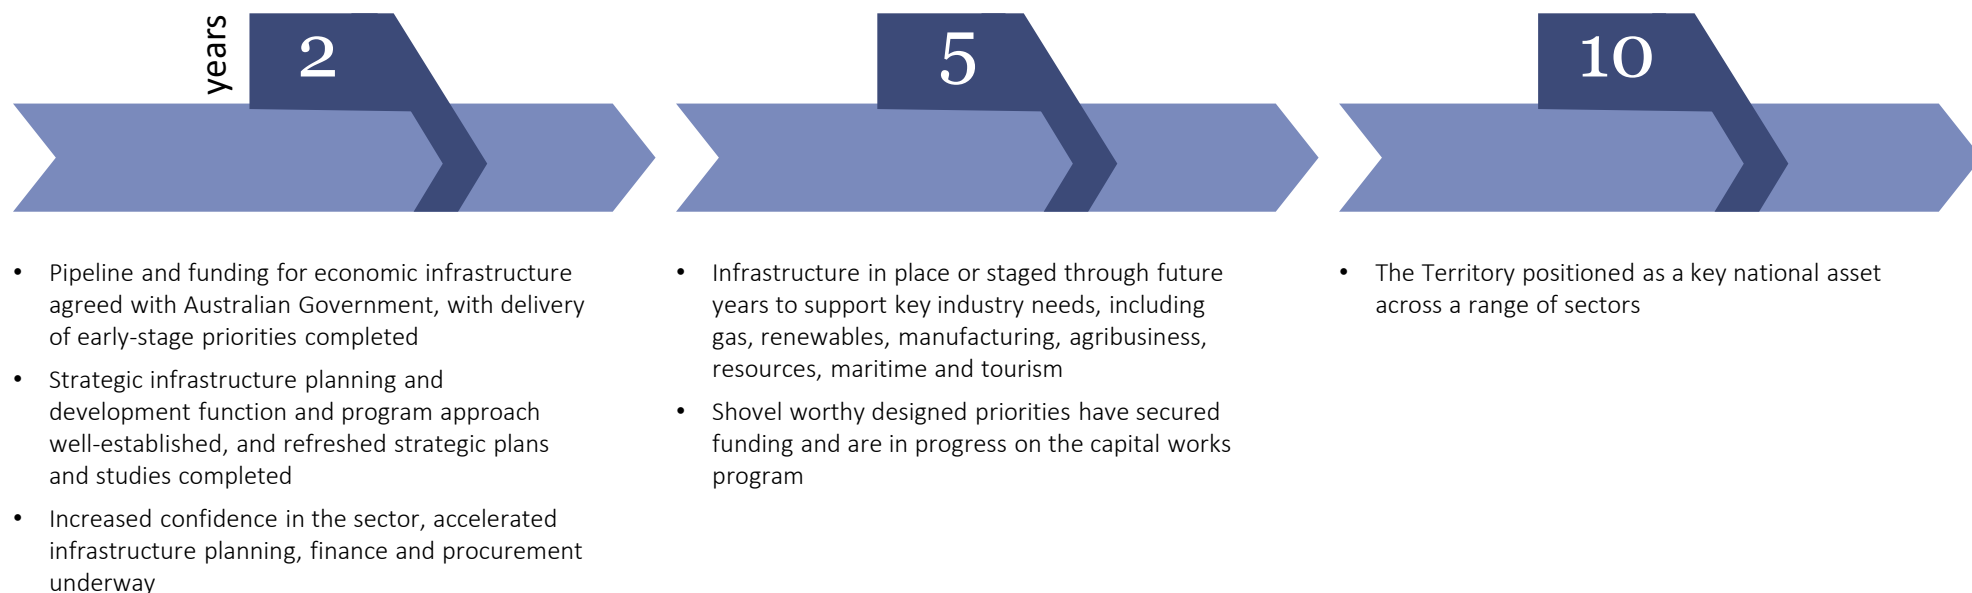 years
2
5
10
• Pipeline and funding for economic infrastructure
agreed with Australian Government, with delivery
of early-stage priorities completed
• Strategic infrastructure planning and
development function and program approach
well-established, and refreshed strategic plans
and studies completed
• Increased confidence in the sector, accelerated
infrastructure planning, finance and procurement
underway
• Infrastructure in place or staged through future
years to support key industry needs, including
gas, renewables, manufacturing, agribusiness,
resources, maritime and tourism
• Shovel worthy designed priorities have secured
funding and are in progress on the capital works
program
• The Territory positioned as a key national asset
across a range of sectors